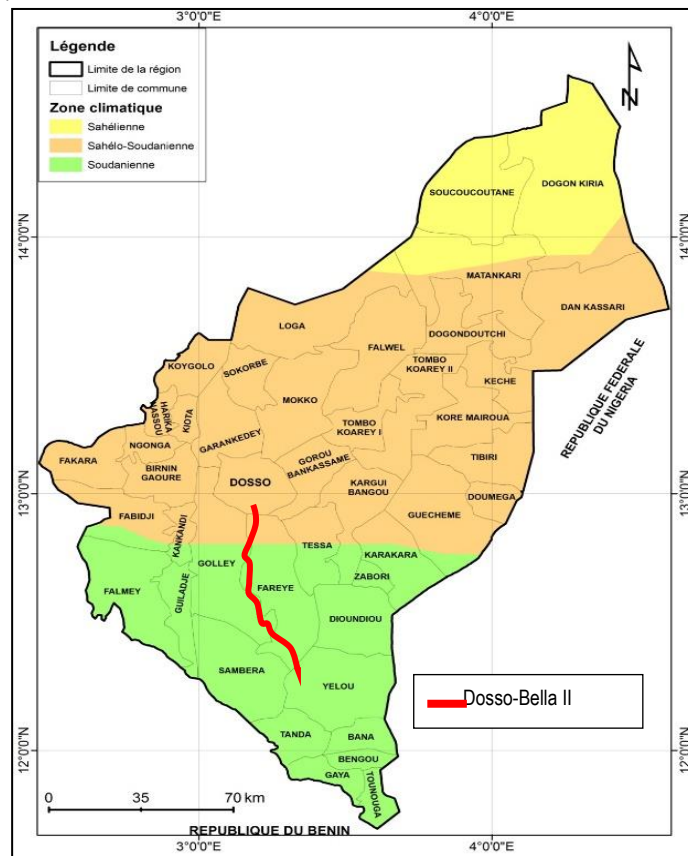 Légende
Limite de la région
Limite de commune
Zone climatique
Sahélienne
Sahélo-Soudanienne
Soudanienne
3°0'0"E
4°0'0"E
N
14°0'0"N
14°0'0"N
SOUCOUCOUTANE
DOGON KIRIA
MATANKARI
DAN KASSARI
LOGA
DOGONDOUTCHI
FALWEL
KOYGOLO
SOKORBE
TOMBO
KOAREY II
KECHE
MOKKO
HARIKA
NASSOU
KIOTA
KORE MAIROUA
TOMBO
KOAREY I
REPUBLIQUE FEDERALE
DU NIGERIA
NGONGA
GARANKEDEY
FAKARA
BIRNIN
GAOURE
GOROU
BANKASSAME
TIBIRI
DOSSO
KARGUI
BANGOU
13°0'0"N
13°0'0"N
DOUMEGA
FABIDJI
GUECHEME
KANKANDI
TESSA
KARAKARA
GOLLEY
ZABORI
FALMEY
GUILADJE
FAREYE
DIOUNDIOU
SAMBERA
YELOU
Dosso-Bella II
TANDA
BANA
12°0'0"N
12°0'0"N
BENGOU
GAYA
TOUNOUGA
0 35 70 km
REPUBLIQUE DU BENIN
3°0'0"E
4°0'0"E